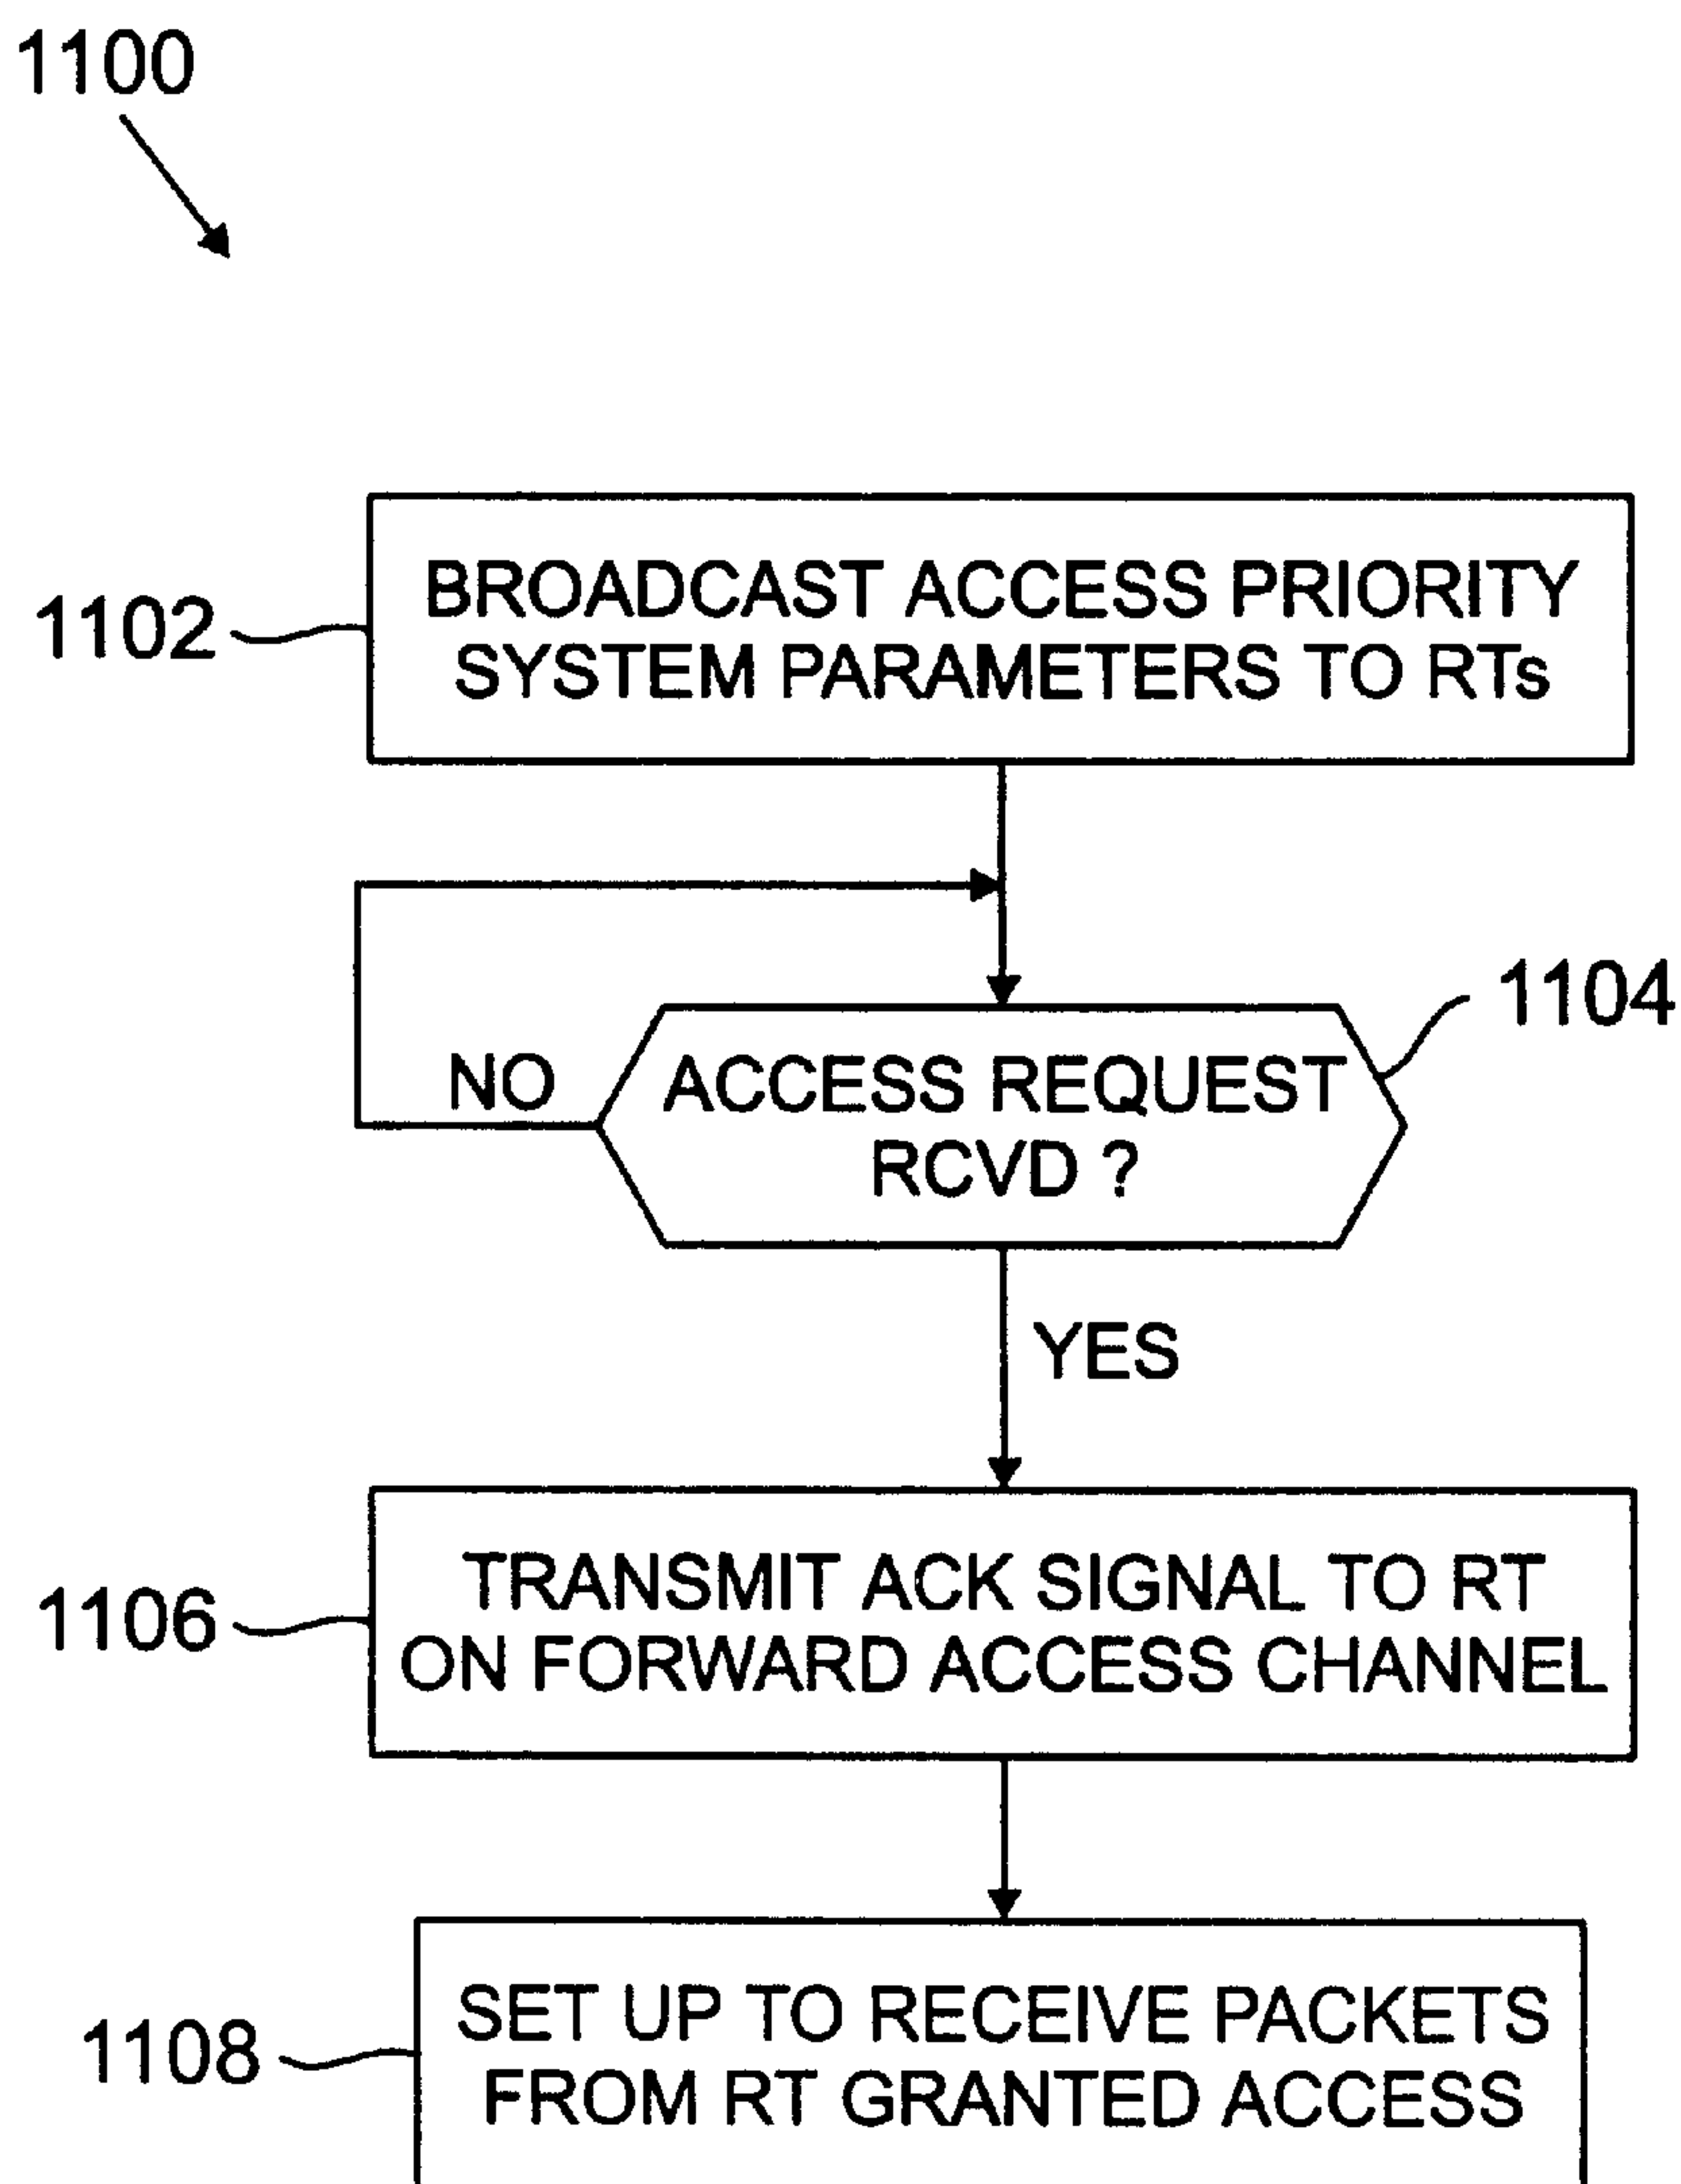 1100
1102
BROADCAST ACCESS PRIORITY
SYSTEM PARAMETERS TO RTs
1104
NO
ACCESS REQUEST
RCVD ?
YES
1106
TRANSMIT ACK SIGNAL TO RT
ON FORWARD ACCESS CHANNEL
1108
SET UP TO RECEIVE PACKETS
FROM RT GRANTED ACCESS